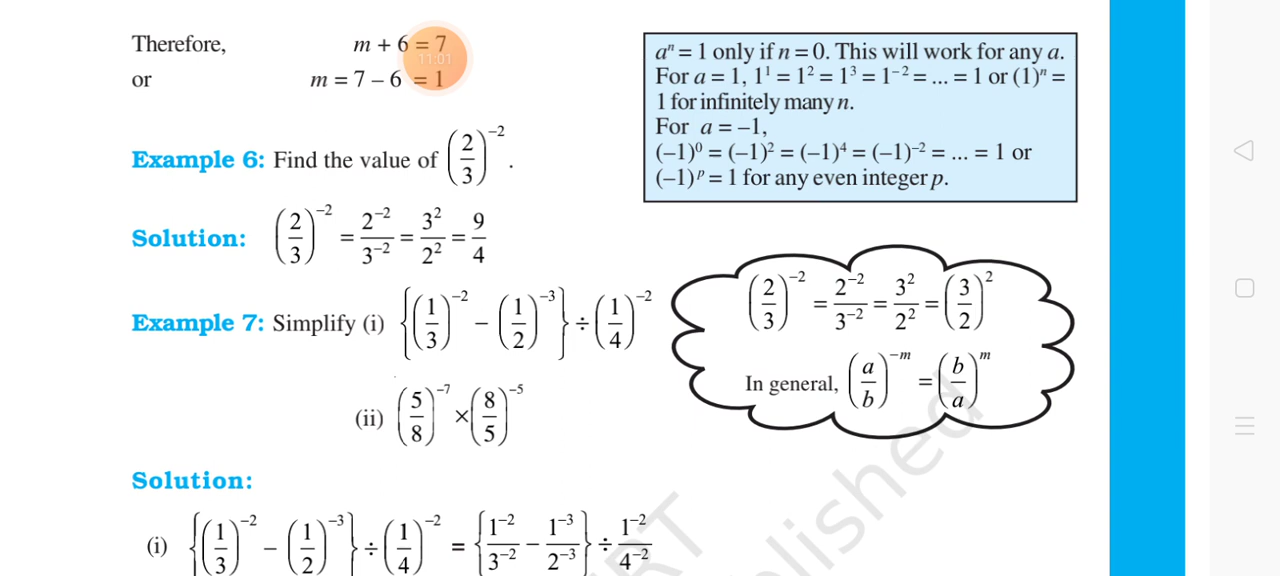 Therefore, m + 6 = 7
11:01
or m = 7 – 6 = 1
aⁿ = 1 only if n = 0. This will work for any a.
For a = 1, 1¹ = 1² = 1³ = 1⁻² = ... = 1 or (1)ⁿ =
1 for infinitely many n.
For a = –1,
(–1)⁰ = (–1)² = (–1)⁴ = (–1)⁻² = ... = 1 or
(–1)ᵖ = 1 for any even integer p.
Example 6: Find the value of (2/3)⁻².
Solution: (2/3)⁻² = 2⁻²/3⁻² = 3²/2² = 9/4
Example 7: Simplify (i) {(1/3)⁻² – (1/2)⁻³} ÷ (1/4)⁻²
(ii) (5/8)⁻⁷ × (8/5)⁻⁵
(2/3)⁻² = 2⁻²/3⁻² = 3²/2² = (3/2)²
In general, (a/b)⁻ᵐ = (b/a)ᵐ
Solution:
(i) {(1/3)⁻² – (1/2)⁻³} ÷ (1/4)⁻² = {1⁻²/3⁻² – 1⁻³/2⁻³} ÷ 1⁻²/4⁻²